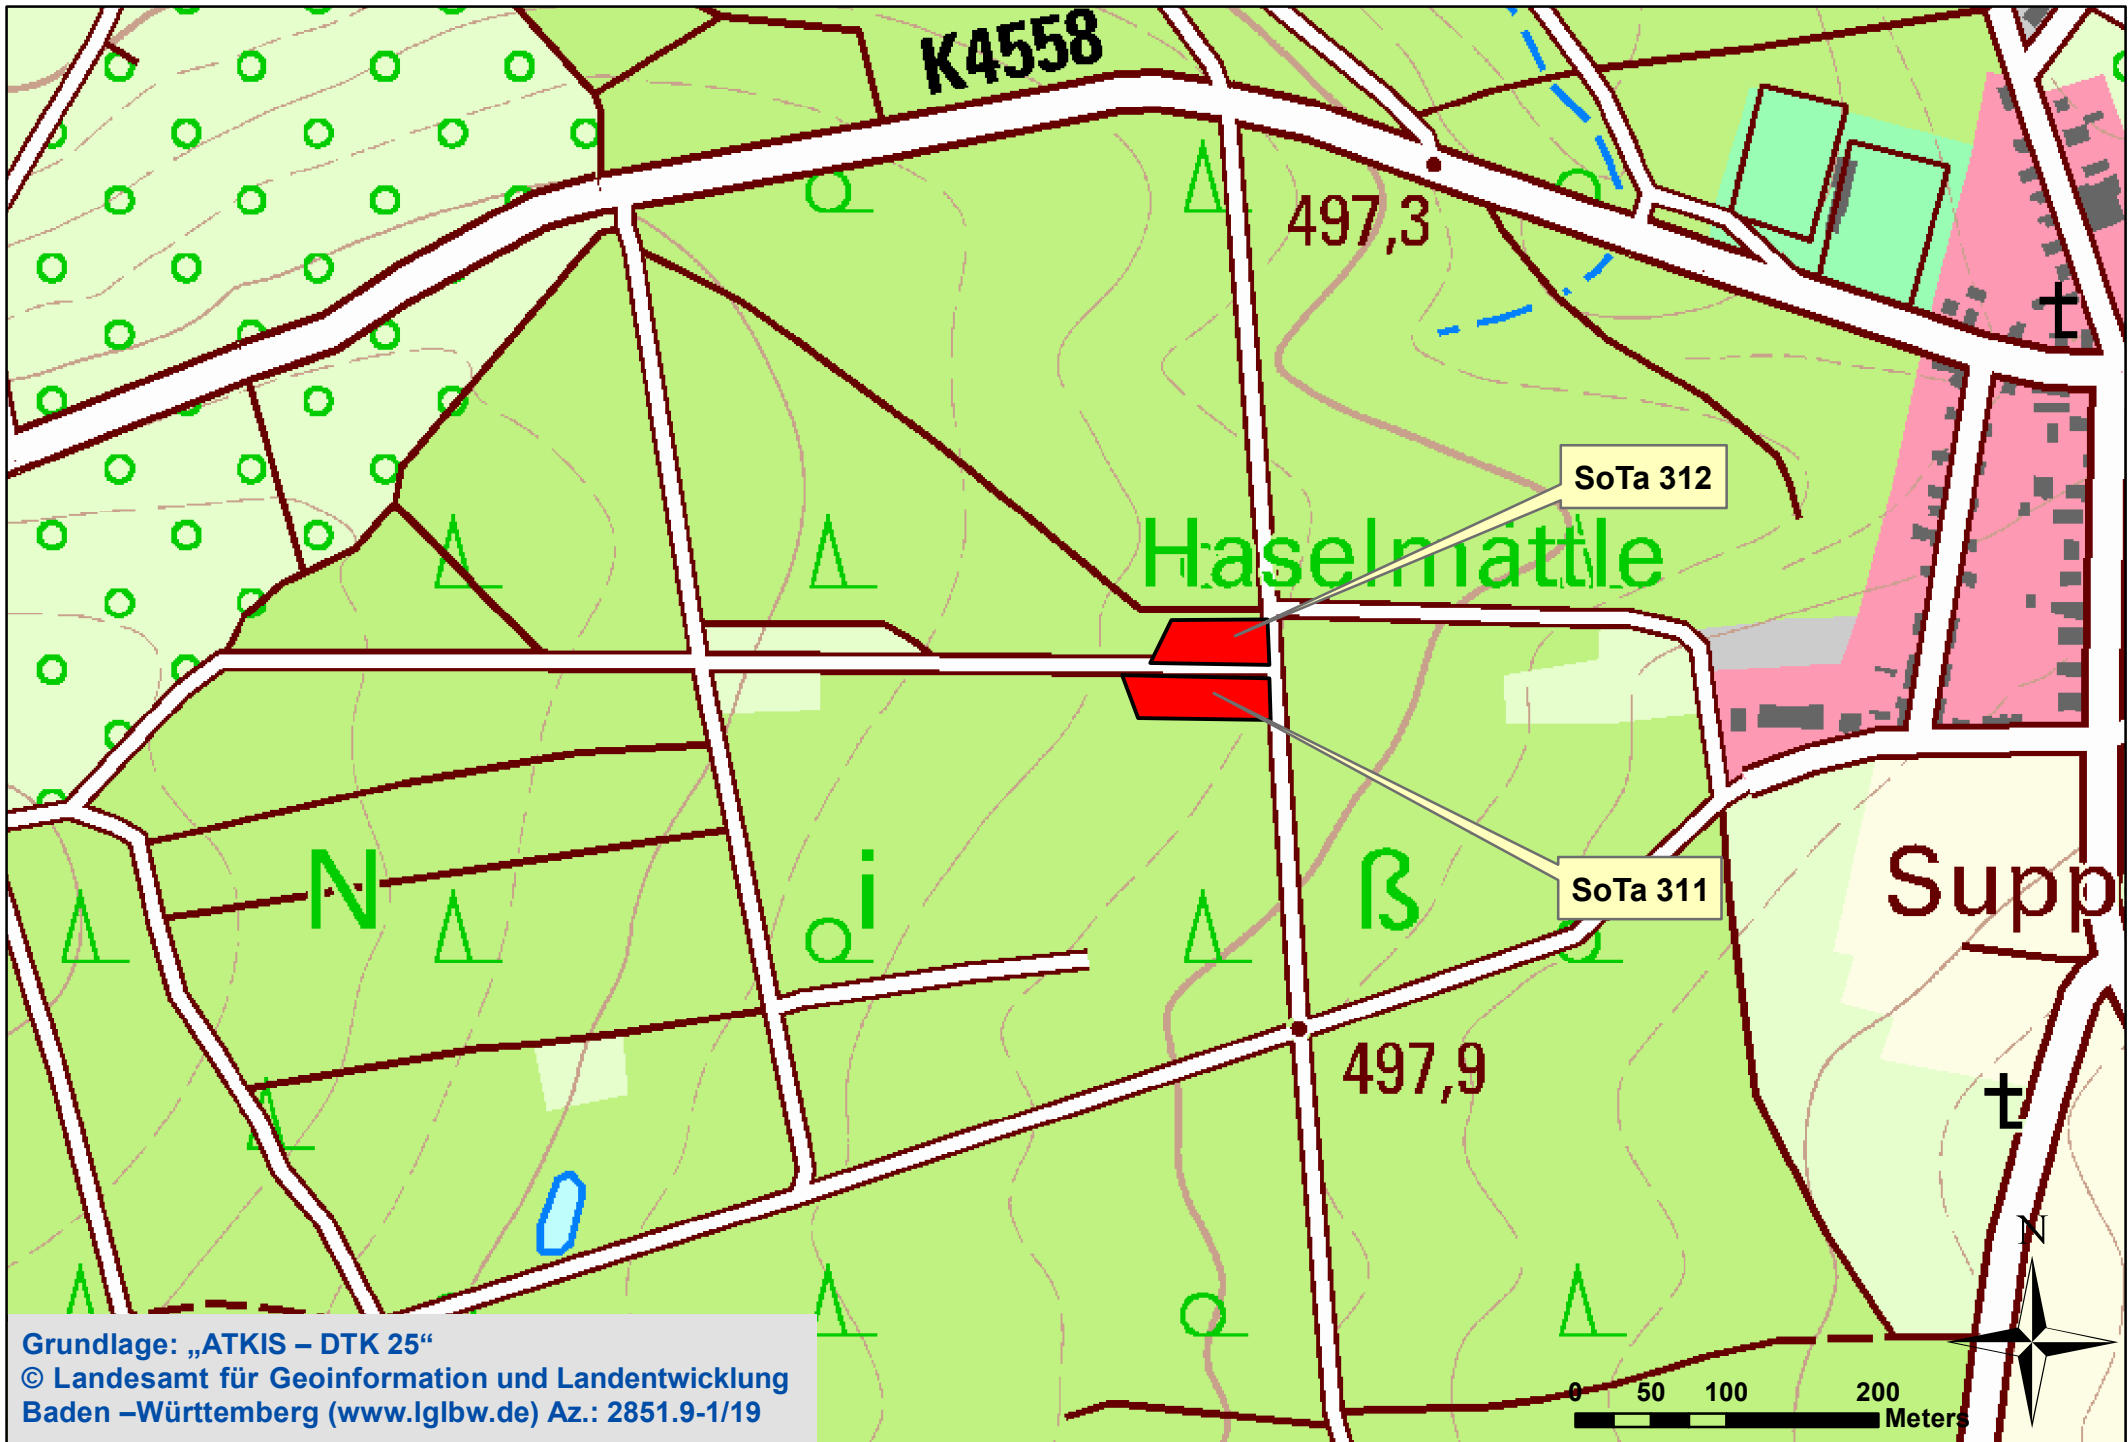 K4558
497,3
SoTa 312
Haselmättle
N i ß
SoTa 311
Supp
497,9
N
Grundlage: „ATKIS – DTK 25“
© Landesamt für Geoinformation und Landentwicklung
Baden –Württemberg (www.lglbw.de) Az.: 2851.9-1/19
0 50 100 200
Meters